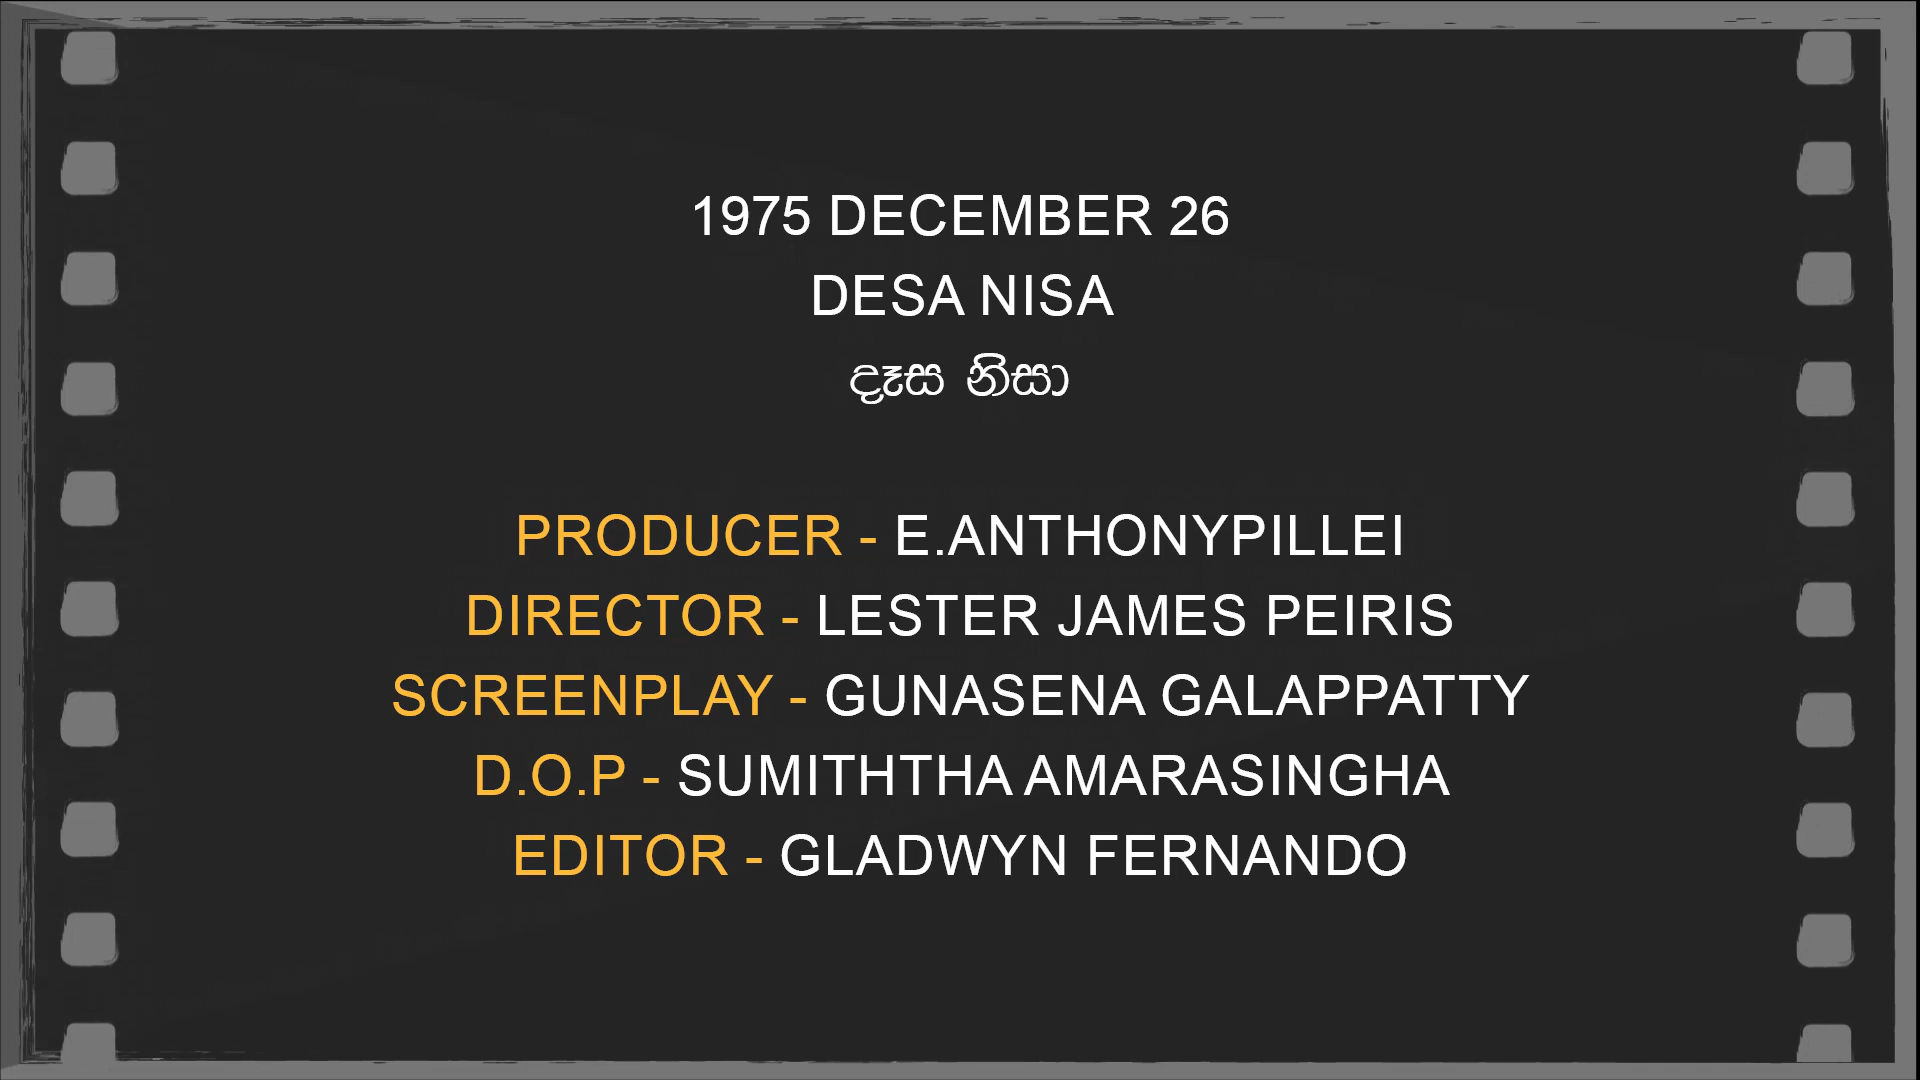 1975 DECEMBER 26
DESA NISA
දෑස නිසා
PRODUCER - E.ANTHONYPILLEI
DIRECTOR - LESTER JAMES PEIRIS
SCREENPLAY - GUNASENA GALAPPATTY
D.O.P - SUMITHTHA AMARASINGHA
EDITOR - GLADWYN FERNANDO